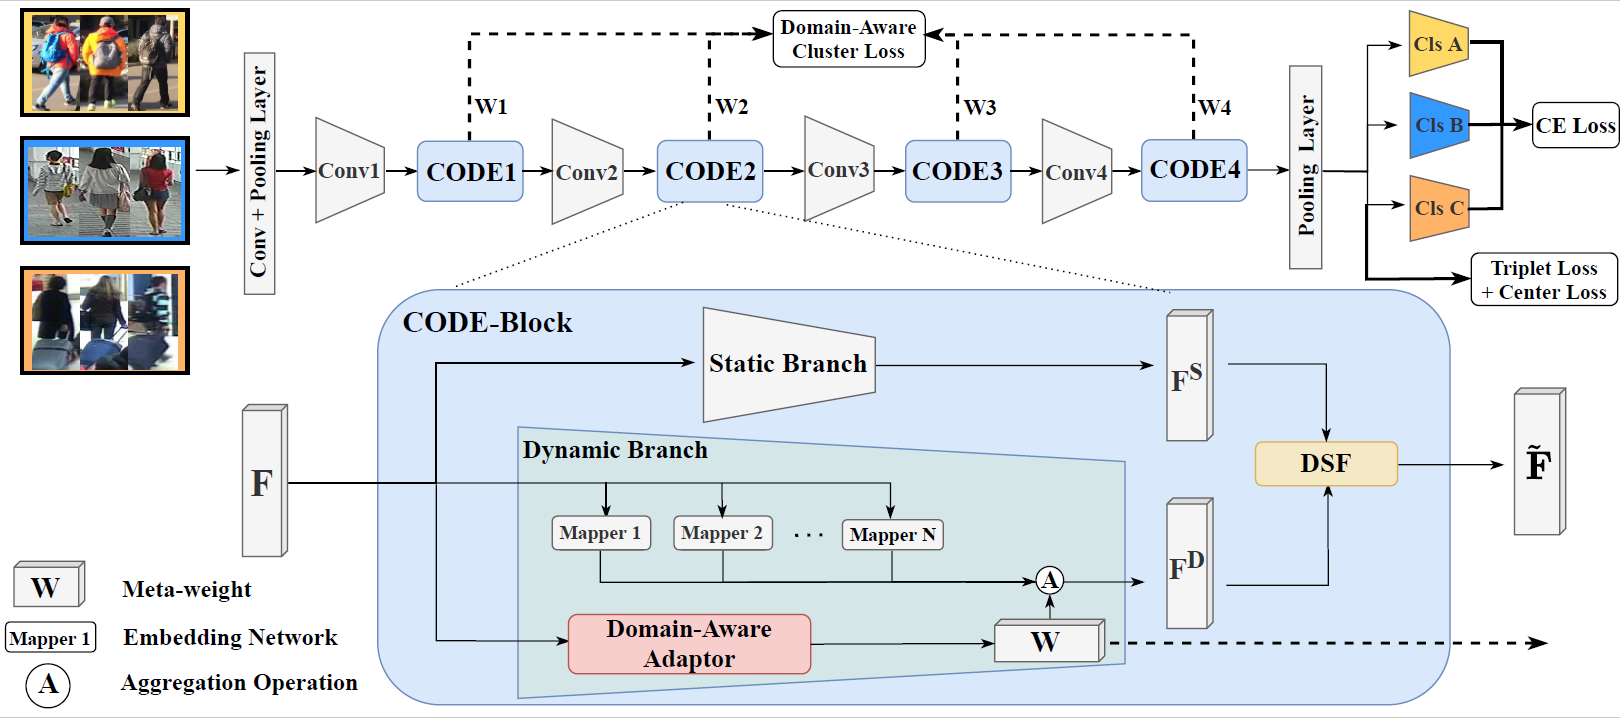 Domain-Aware
Cluster Loss
W1
W2
W3
W4
Conv + Pooling Layer
Conv1
CODE1
Conv2
CODE2
Conv3
CODE3
Conv4
CODE4
Pooling Layer
Cls A
Cls B
Cls C
CE Loss
Triplet Loss
+ Center Loss
CODE-Block
Static Branch
F^S
F
Dynamic Branch
Mapper 1
Mapper 2
. . .
Mapper N
A
F^D
DSF
F̃
Domain-Aware
Adaptor
W
W Meta-weight
Mapper 1 Embedding Network
A Aggregation Operation